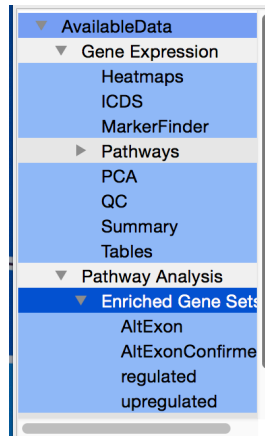 AvailableData
Gene Expression
Heatmaps
ICDS
MarkerFinder
Pathways
PCA
QC
Summary
Tables
Pathway Analysis
Enriched Gene Sets
AltExon
AltExonConfirme
regulated
upregulated